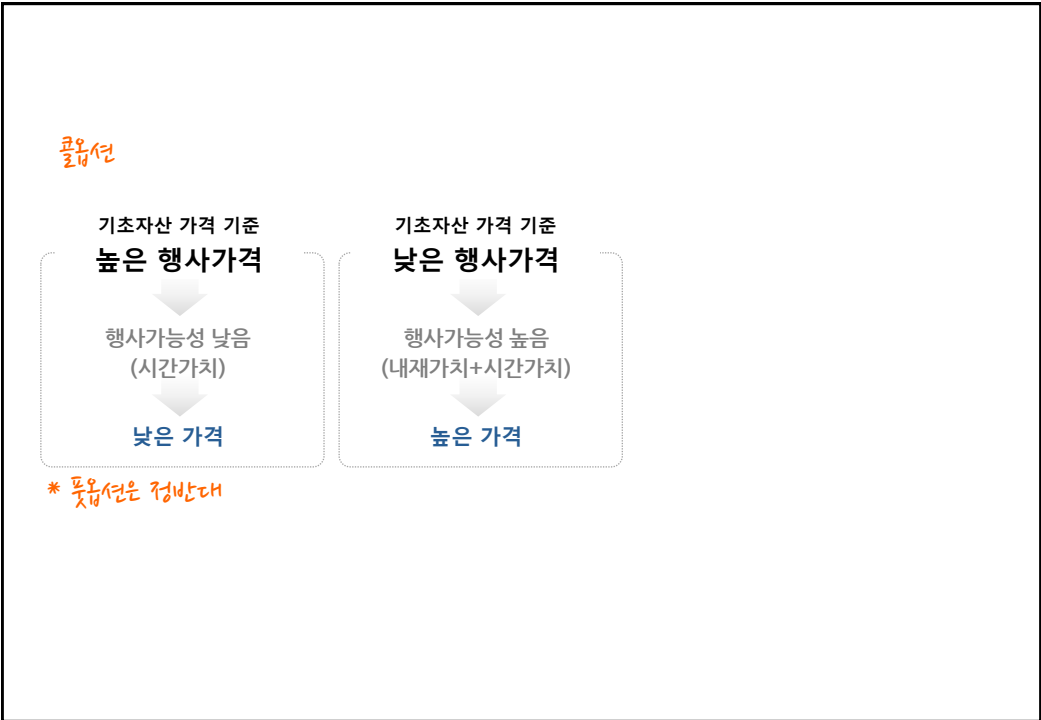 콜옵션
기초자산 가격 기준
높은 행사가격
행사가능성 낮음
(시간가치)
낮은 가격
기초자산 가격 기준
낮은 행사가격
행사가능성 높음
(내재가치+시간가치)
높은 가격
* 풋옵션은 정반대